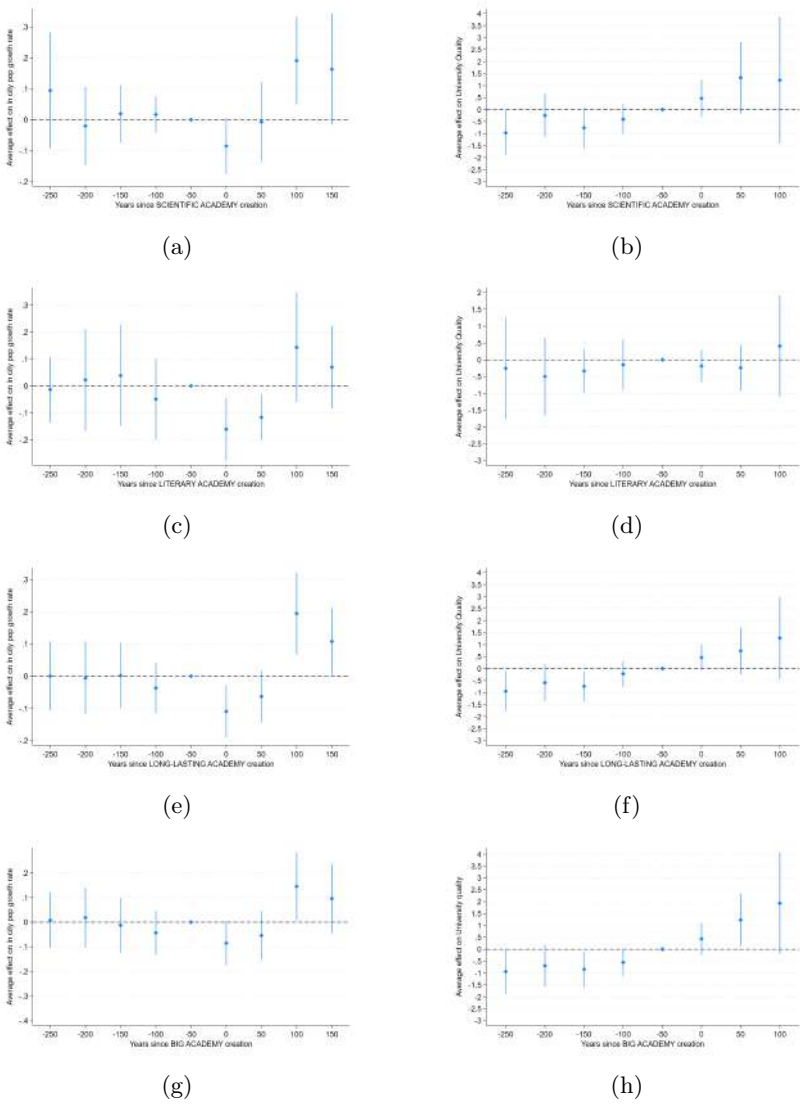 Average effect on ln city pop growth rate
.3
.2
.1
0
-.1
-.2
-250 -200 -150 -100 -50 0 50 100 150
Years since SCIENTIFIC ACADEMY creation
(a)
Average effect on University Quality
4
3.5
3
2.5
2
1.5
1
.5
0
-.5
-1
-1.5
-2
-2.5
-3
-250 -200 -150 -100 -50 0 50 100
Years since SCIENTIFIC ACADEMY creation
(b)
Average effect on ln city pop growth rate
.3
.2
.1
0
-.1
-.2
-250 -200 -150 -100 -50 0 50 100 150
Years since LITERARY ACADEMY creation
(c)
Average effect on University Quality
2
1.5
1
.5
0
-.5
-1
-1.5
-2
-2.5
-3
-250 -200 -150 -100 -50 0 50 100
Years since LITERARY ACADEMY creation
(d)
Average effect on ln city pop growth rate
.3
.2
.1
0
-.1
-.2
-250 -200 -150 -100 -50 0 50 100 150
Years since LONG-LASTING ACADEMY creation
(e)
Average effect on University Quality
4
3.5
3
2.5
2
1.5
1
.5
0
-.5
-1
-1.5
-2
-2.5
-3
-250 -200 -150 -100 -50 0 50 100
Years since LONG-LASTING ACADEMY creation
(f)
Average effect on ln city pop growth rate
.2
.1
0
-.1
-.2
-.3
-.4
-250 -200 -150 -100 -50 0 50 100 150
Years since BIG ACADEMY creation
(g)
Average effect on University quality
4
3.5
3
2.5
2
1.5
1
.5
0
-.5
-1
-1.5
-2
-2.5
-3
-250 -200 -150 -100 -50 0 50 100
Years since BIG ACADEMY creation
(h)